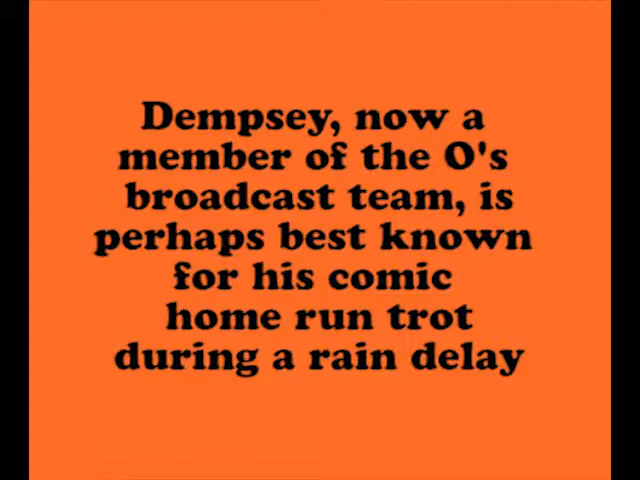 Dempsey, now a
member of the O's
broadcast team, is
perhaps best known
for his comic
home run trot
during a rain delay